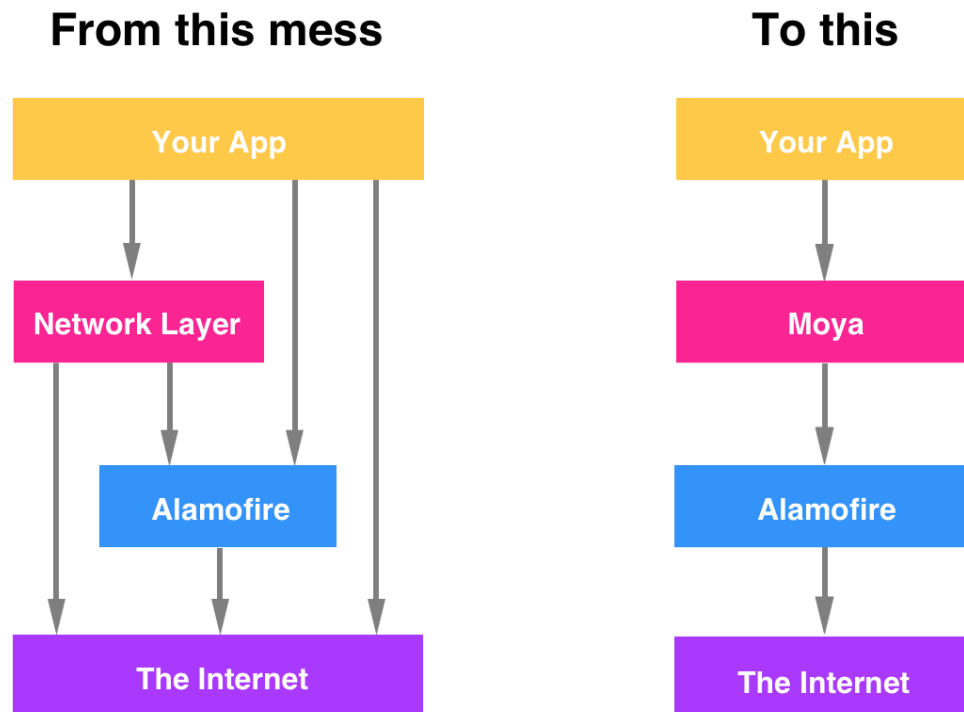 From this mess
Your App
Network Layer
Alamofire
The Internet
To this
Your App
Moya
Alamofire
The Internet